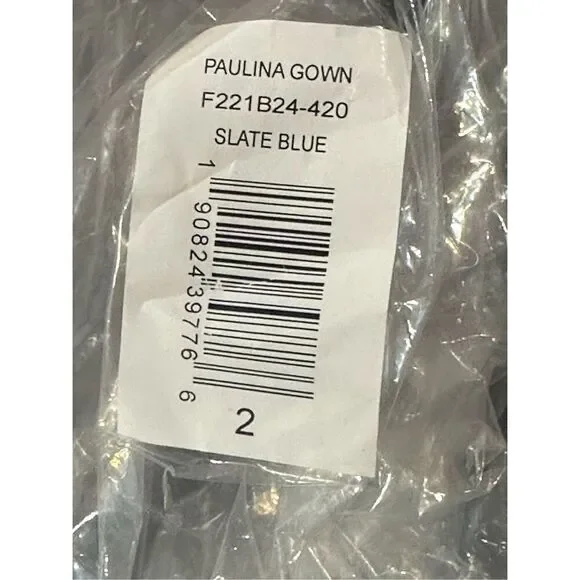 PAULINA GOWN
F221B24-420
SLATE BLUE
1 90824 39776 6
2